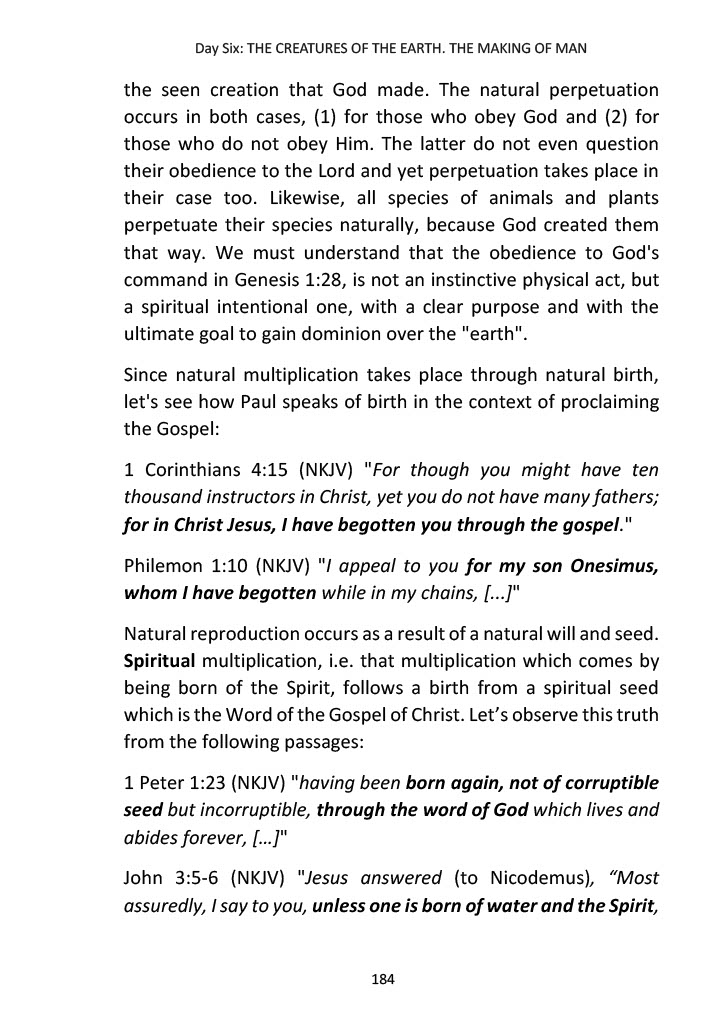 Day Six: THE CREATURES OF THE EARTH. THE MAKING OF MAN
the seen creation that God made. The natural perpetuation
occurs in both cases, (1) for those who obey God and (2) for
those who do not obey Him. The latter do not even question
their obedience to the Lord and yet perpetuation takes place in
their case too. Likewise, all species of animals and plants
perpetuate their species naturally, because God created them
that way. We must understand that the obedience to God's
command in Genesis 1:28, is not an instinctive physical act, but
a spiritual intentional one, with a clear purpose and with the
ultimate goal to gain dominion over the "earth".
Since natural multiplication takes place through natural birth,
let's see how Paul speaks of birth in the context of proclaiming
the Gospel:
1 Corinthians 4:15 (NKJV) "For though you might have ten
thousand instructors in Christ, yet you do not have many fathers;
for in Christ Jesus, I have begotten you through the gospel."
Philemon 1:10 (NKJV) "I appeal to you for my son Onesimus,
whom I have begotten while in my chains, [...]"
Natural reproduction occurs as a result of a natural will and seed.
Spiritual multiplication, i.e. that multiplication which comes by
being born of the Spirit, follows a birth from a spiritual seed
which is the Word of the Gospel of Christ. Let’s observe this truth
from the following passages:
1 Peter 1:23 (NKJV) "having been born again, not of corruptible
seed but incorruptible, through the word of God which lives and
abides forever, […]"
John 3:5-6 (NKJV) "Jesus answered (to Nicodemus), “Most
assuredly, I say to you, unless one is born of water and the Spirit,
184